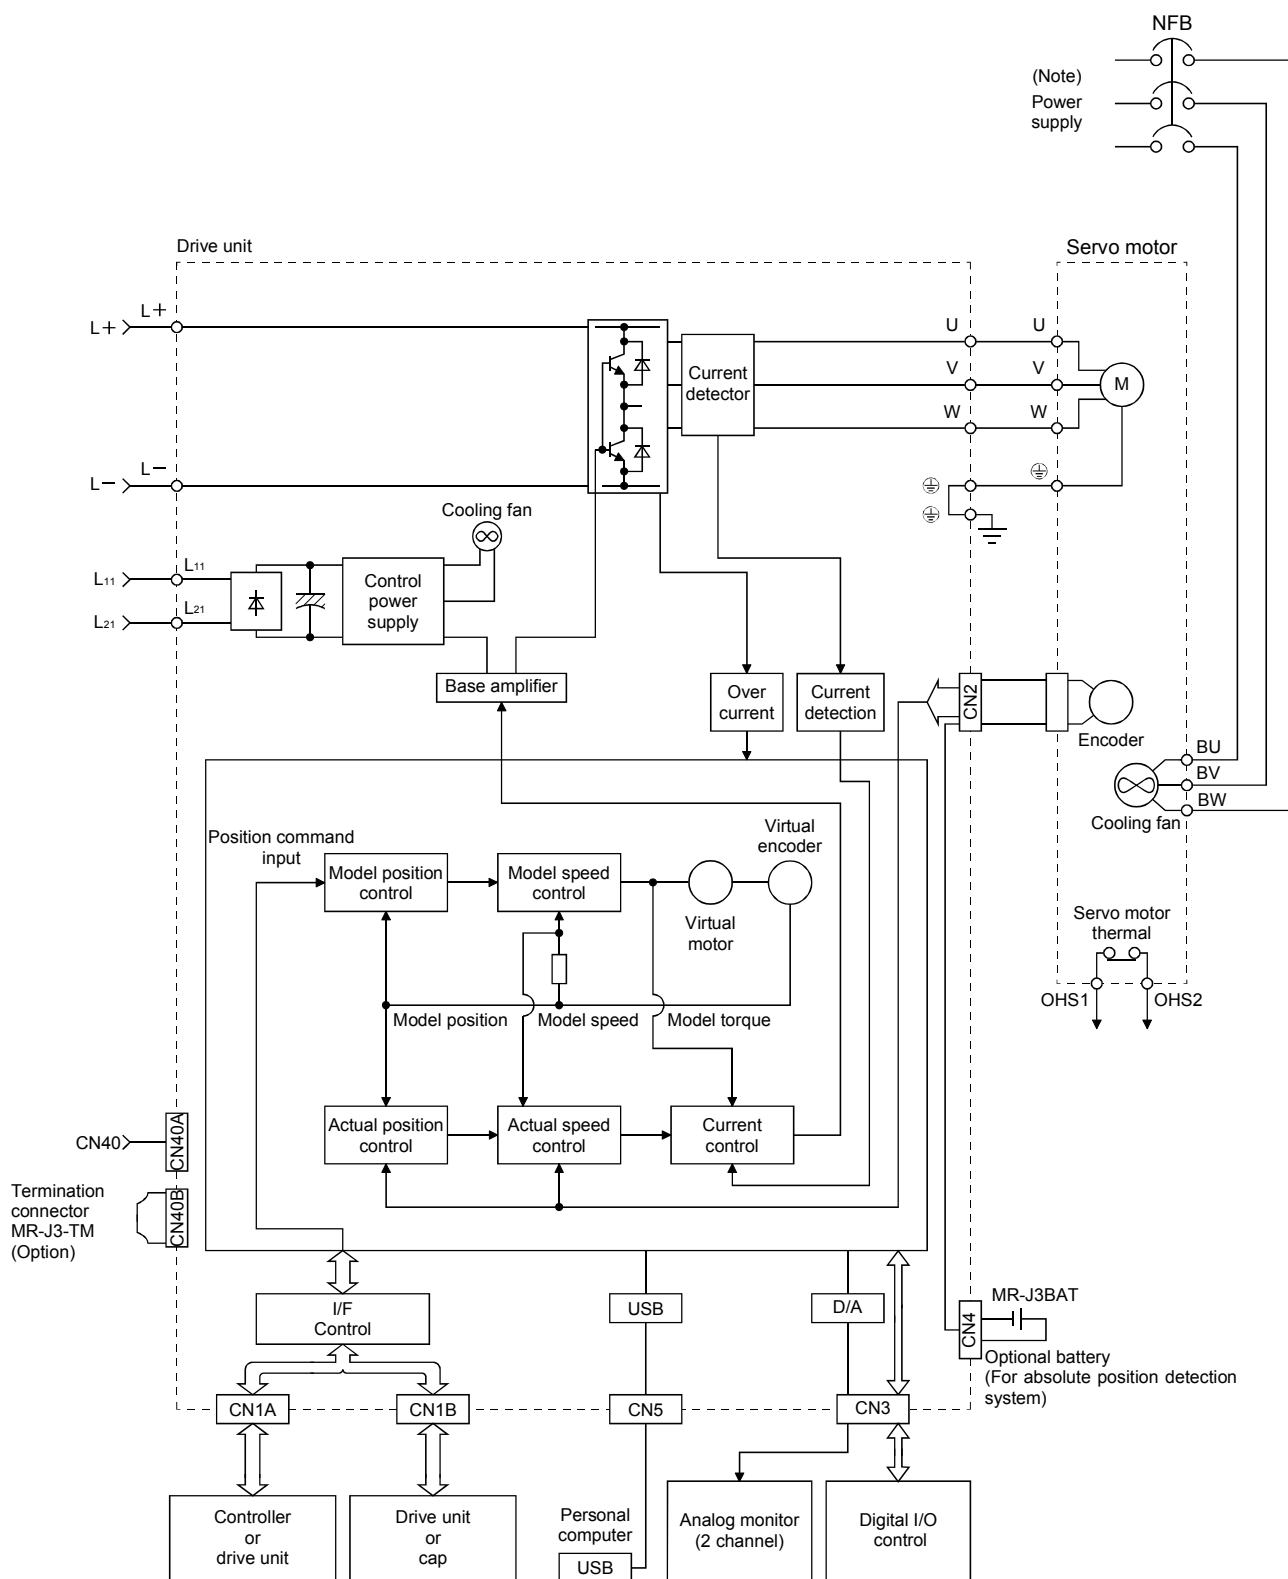 NFB
(Note)
Power
supply
Drive unit
Servo motor
L+
L+
U
U
Current
detector
V
V
M
W
W
L−
L−
Cooling fan
L11
L11
Control
power
supply
L21
L21
Base amplifier
Over
current
Current
detection
CN2
Encoder
BU
BV
BW
Cooling fan
Position command
input
Virtual
encoder
Model position
control
Model speed
control
Virtual
motor
Servo motor
thermal
OHS1
OHS2
Model position
Model speed
Model torque
Actual position
control
Actual speed
control
Current
control
CN40
CN40A
Termination
connector
MR-J3-TM
(Option)
CN40B
I/F
Control
USB
D/A
CN4
MR-J3BAT
Optional battery
(For absolute position detection
system)
CN1A
CN1B
CN5
CN3
Controller
or
drive unit
Drive unit
or
cap
Personal
computer
USB
Analog monitor
(2 channel)
Digital I/O
control